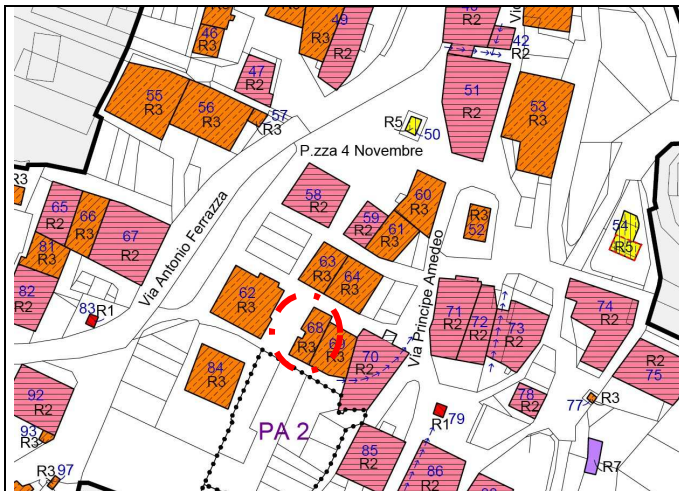 46
R3
R3
49
R2
R2
42
R2
47
R2
55
R3
56
R3
57
R3
51
R2
53
R3
R5
50
P.zza 4 Novembre
R3
58
R2
59
R2
60
R3
61
R3
R3
52
54
R5
65
R2
66
R3
67
R2
81
R3
Via Antonio Ferrazza
82
R2
83
R1
62
R3
63
R3
64
R3
Via Principe Amedeo
71
R2
72
R2
73
R2
74
R2
68
R3
69
R3
70
R2
84
R3
R2
75
78
R2
77
R3
92
R2
93
R3
PA 2
R1
79
85
R2
86
R2
R3
97
R7